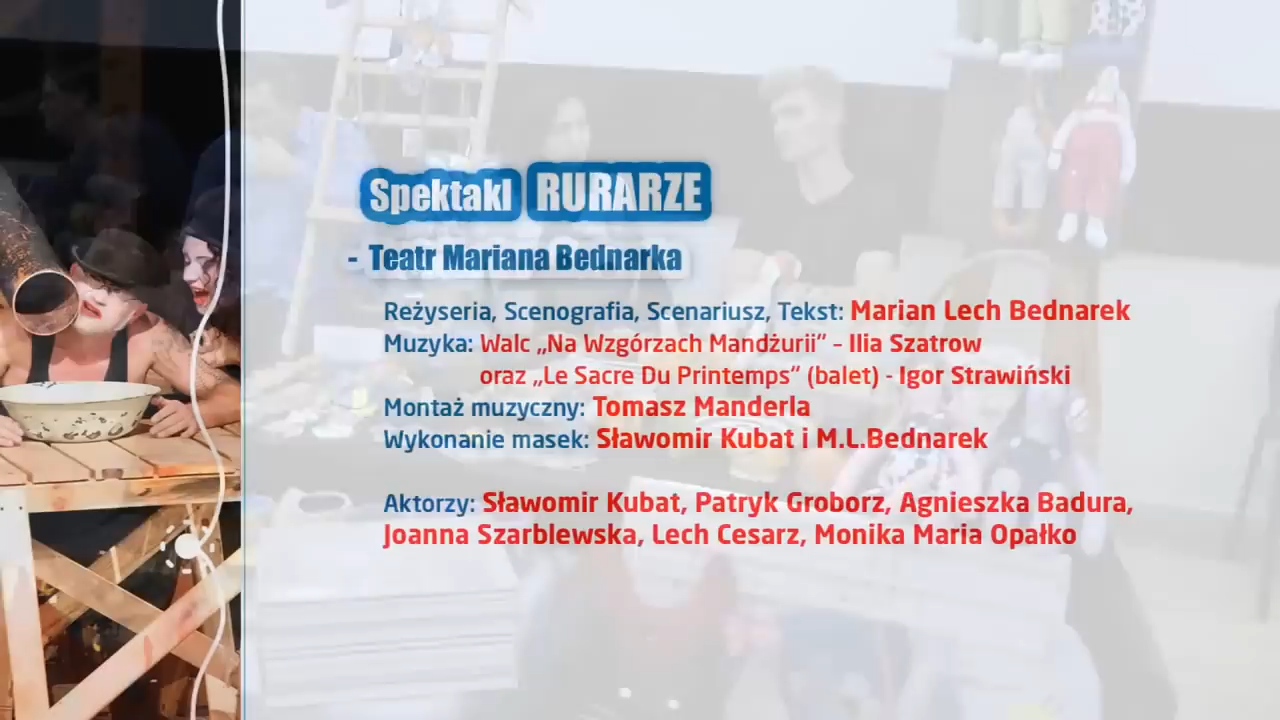 Spektakl RURARZE
- Teatr Mariana Bednarka
Reżyseria, Scenografia, Scenariusz, Tekst: Marian Lech Bednarek
Muzyka: Walc „Na Wzgórzach Mandżurii” – Ilia Szatrow
oraz „Le Sacre Du Printemps“ (balet) - Igor Strawiński
Montaż muzyczny: Tomasz Manderla
Wykonanie masek: Sławomir Kubat i M.L.Bednarek
Aktorzy: Sławomir Kubat, Patryk Groborz, Agnieszka Badura,
Joanna Szarblewska, Lech Cesarz, Monika Maria Opałko